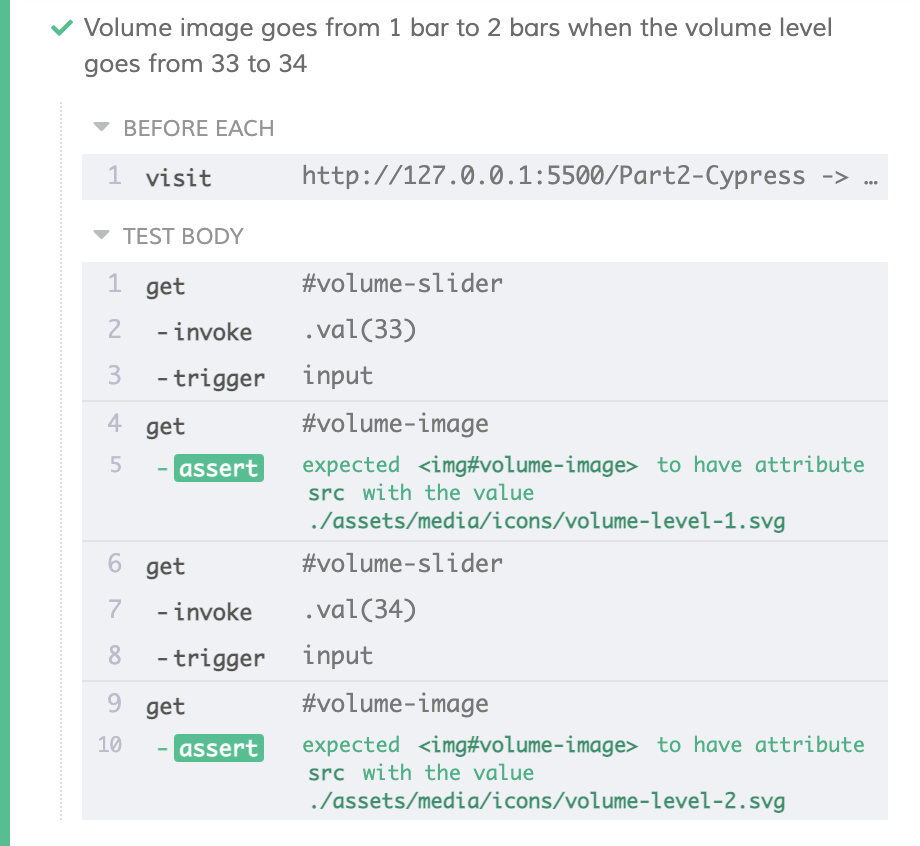 Volume image goes from 1 bar to 2 bars when the volume level
goes from 33 to 34
BEFORE EACH
1 visit http://127.0.0.1:5500/Part2-Cypress -> …
TEST BODY
1 get #volume-slider
2 -invoke .val(33)
3 -trigger input
4 get #volume-image
5 -assert expected <img#volume-image> to have attribute
src with the value
./assets/media/icons/volume-level-1.svg
6 get #volume-slider
7 -invoke .val(34)
8 -trigger input
9 get #volume-image
10 -assert expected <img#volume-image> to have attribute
src with the value
./assets/media/icons/volume-level-2.svg